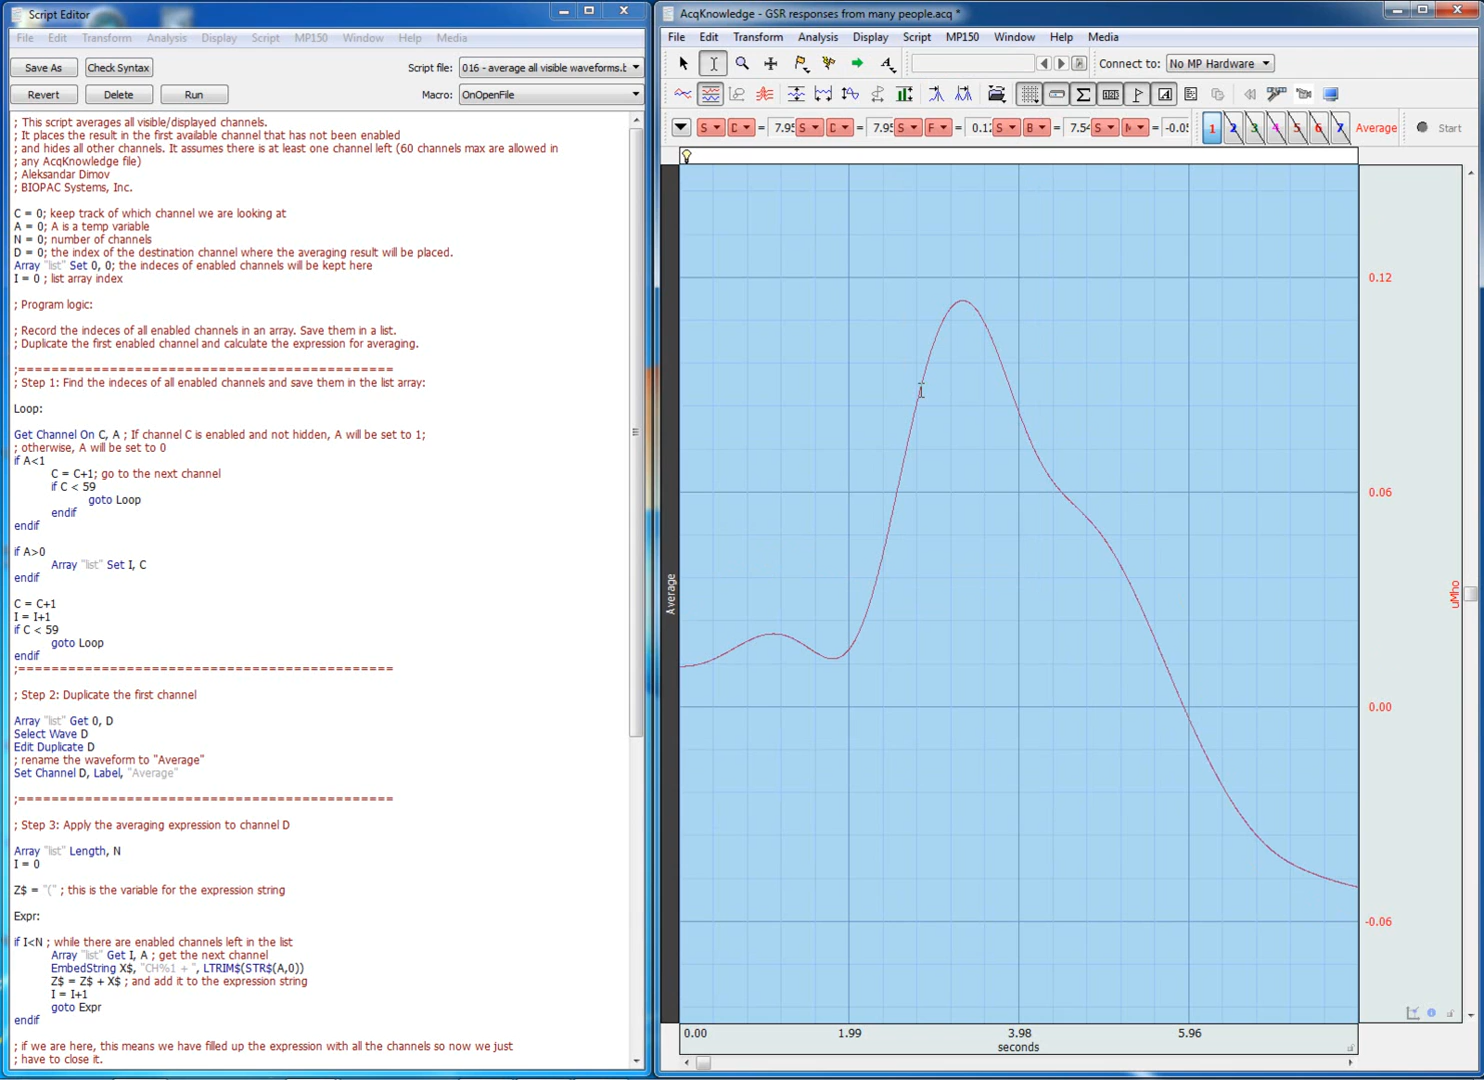 Script Editor
File Edit Transform Analysis Display Script MP150 Window Help Media
Save As Check Syntax Script file: 016 - average all visible waveforms.b
Revert Delete Run Macro: OnOpenFile
; This script averages all visible/displayed channels.
; It places the result in the first available channel that has not been enabled
; and hides all other channels. It assumes there is at least one channel left (60 channels max are allowed in
; any AcqKnowledge file)
; Aleksandar Dimov
; BIOPAC Systems, Inc.
C = 0; keep track of which channel we are looking at
A = 0; A is a temp variable
N = 0; number of channels
D = 0; the index of the destination channel where the averaging result will be placed.
Array "list" Set 0, 0; the indeces of enabled channels will be kept here
I = 0 ; list array index
; Program logic:
; Record the indeces of all enabled channels in an array. Save them in a list.
; Duplicate the first enabled channel and calculate the expression for averaging.
;=============================================
; Step 1: Find the indeces of all enabled channels and save them in the list array:
Loop:
Get Channel On C, A ; If channel C is enabled and not hidden, A will be set to 1;
; otherwise, A will be set to 0
if A<1
C = C+1; go to the next channel
if C < 59
goto Loop
endif
endif
if A>0
Array "list" Set I, C
endif
C = C+1
I = I+1
if C < 59
goto Loop
endif
;=============================================
; Step 2: Duplicate the first channel
Array "list" Get 0, D
Select Wave D
Edit Duplicate D
; rename the waveform to "Average"
Set Channel D, Label, "Average"
;=============================================
; Step 3: Apply the averaging expression to channel D
Array "list" Length, N
I = 0
Z$ = "(" ; this is the variable for the expression string
Expr:
if I<N ; while there are enabled channels left in the list
Array "list" Get I, A ; get the next channel
EmbedString X$, "CH%1 + ", LTRIM$(STR$(A,0))
Z$ = Z$ + X$ ; and add it to the expression string
I = I+1
goto Expr
endif
; if we are here, this means we have filled up the expression with all the channels so now we just
; have to close it.
AcqKnowledge - GSR responses from many people.acq *
File Edit Transform Analysis Display Script MP150 Window Help Media
Connect to: No MP Hardware
S D = 7.95 S D = 7.95 S F = 0.12 S B = 7.54 S M = -0.05 1 2 3 4 5 6 7 Average Start
0.12
0.06
0.00
-0.06
Average
uMho
0.00 1.99 3.98 5.96
seconds